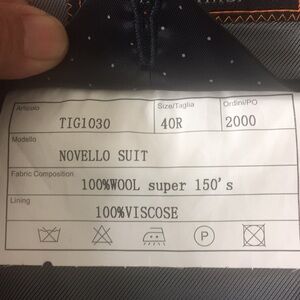 Articolo Size/Taglia Ordini/PO
TIG1030 40R 2000
Modello
NOVELLO SUIT
Fabric Composition
100%WOOL super 150's
Lining
100%VISCOSE
P